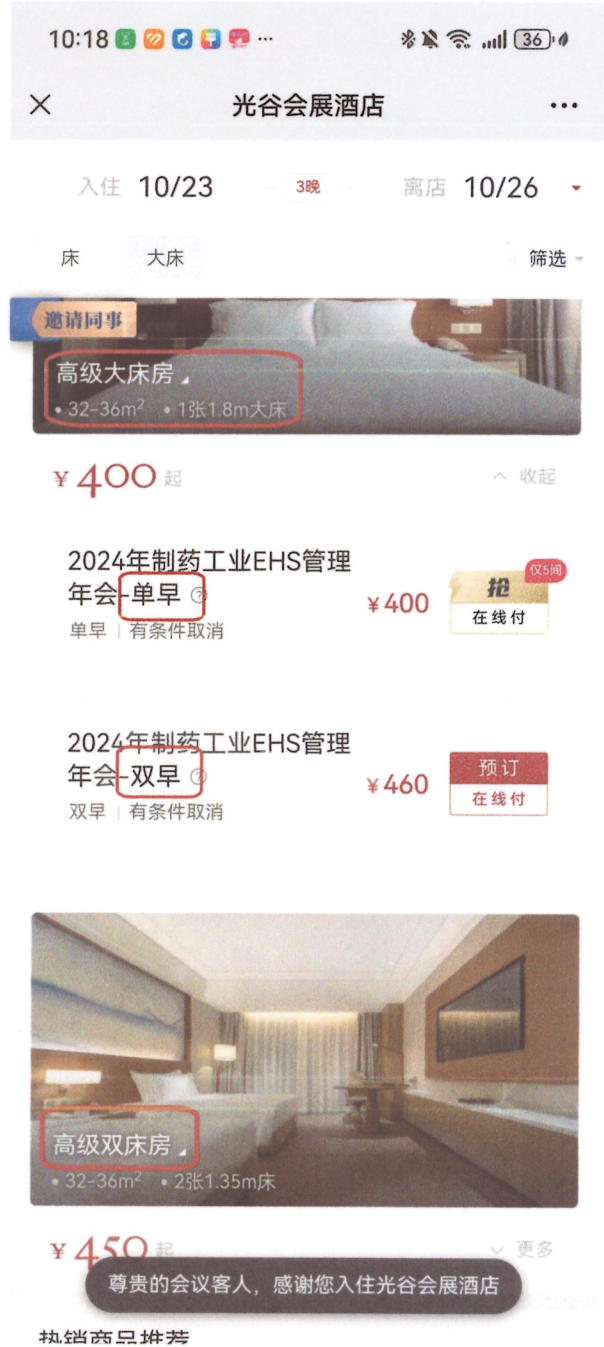 10:18 36
光谷会展酒店
入住 10/23 3晚 离店 10/26
床 大床 筛选
邀请同事
高级大床房
• 32-36m² • 1张1.8m大床
¥400起 收起
2024年制药工业EHS管理
年会-单早
¥400
仅5间
抢
在线付
单早 | 有条件取消
2024年制药工业EHS管理
年会-双早
¥460
预订
在线付
双早 | 有条件取消
高级双床房
• 32-36m² • 2张1.35m床
¥450起 更多
尊贵的会议客人，感谢您入住光谷会展酒店
热销商品推荐